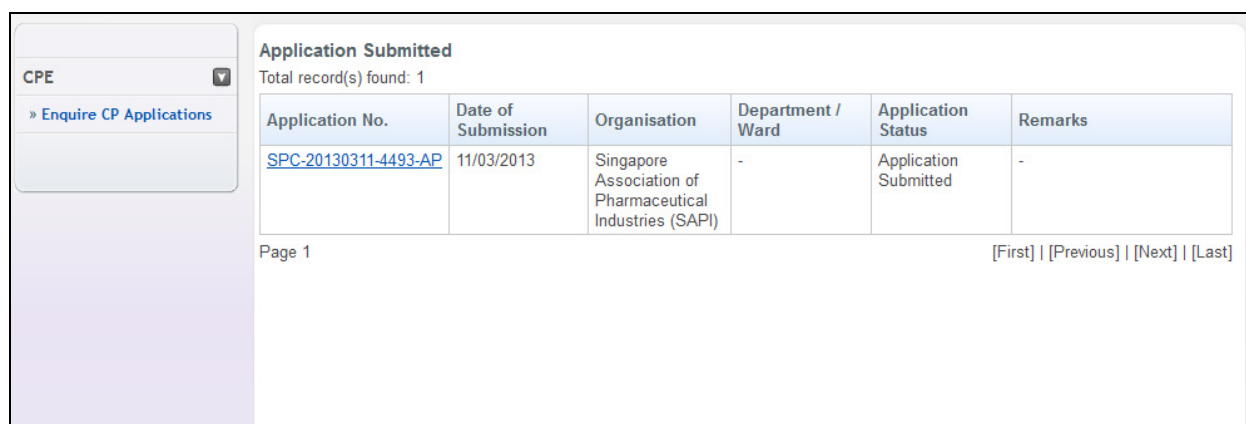 CPE
» Enquire CP Applications
Application Submitted
Total record(s) found: 1
Application No.
Date of
Submission
Organisation
Department /
Ward
Application
Status
Remarks
SPC-20130311-4493-AP
11/03/2013
Singapore
Association of
Pharmaceutical
Industries (SAPI)
-
Application
Submitted
-
Page 1
[First] | [Previous] | [Next] | [Last]